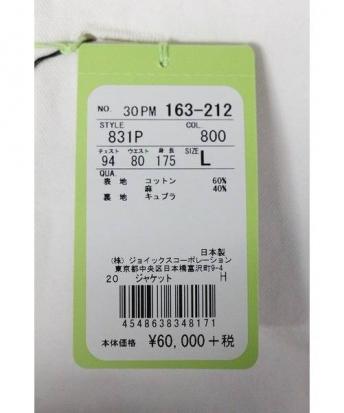 NO. 30PM 163-212
STYLE COL
831P 800
チェスト ウエスト 身長 SIZE
94 80 175 L
QUA.
表 地 コットン 60%
麻 40%
裏 地 キュプラ
日本製
(株) ジョイックスコーポレーション
東京都中央区日本橋富沢町9-4
20 ジャケット H
4548638348171
本体価格 ¥60,000+税